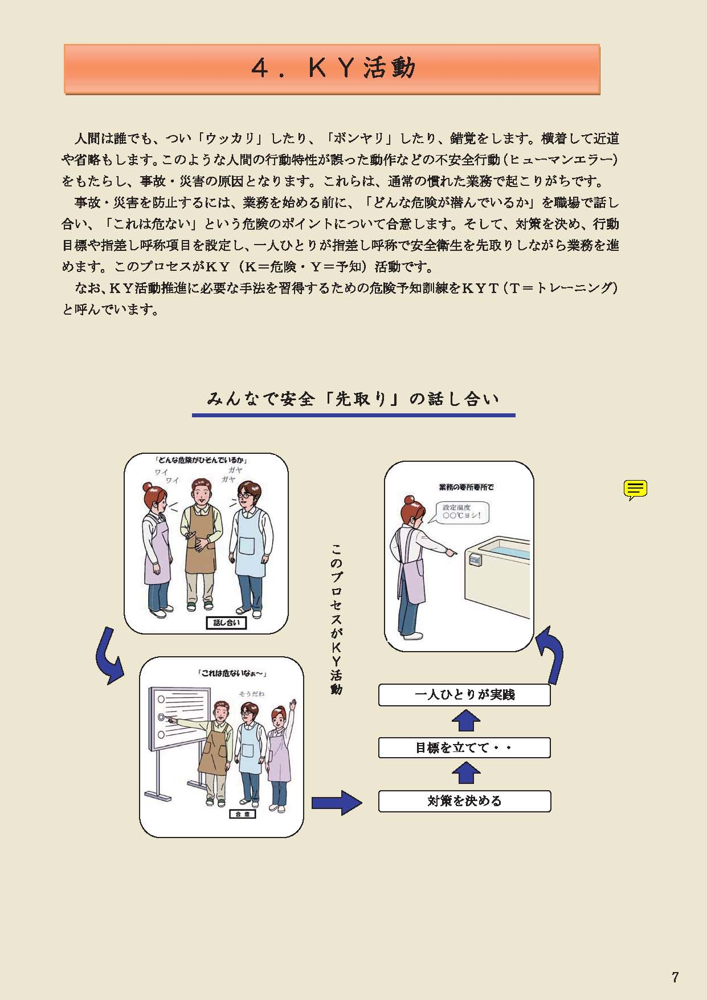 ４．ＫＹ活動
人間は誰でも、つい「ウッカリ」したり、「ボンヤリ」したり、錯覚をします。横着して近道
や省略もします。このような人間の行動特性が誤った動作などの不安全行動（ヒューマンエラー）
をもたらし、事故・災害の原因となります。これらは、通常の慣れた業務で起こりがちです。
事故・災害を防止するには、業務を始める前に、「どんな危険が潜んでいるか」を職場で話し
合い、「これは危ない」という危険のポイントについて合意します。そして、対策を決め、行動
目標や指差し呼称項目を設定し、一人ひとりが指差し呼称で安全衛生を先取りしながら業務を進
めます。このプロセスがＫＹ（Ｋ＝危険・Ｙ＝予知）活動です。
なお、ＫＹ活動推進に必要な手法を習得するための危険予知訓練をＫＹＴ（Ｔ＝トレーニング）
と呼んでいます。
みんなで安全「先取り」の話し合い
「どんな危険がひそんでいるか」
ワイ
ワイ
ガヤ
ガヤ
話し合い
「これは危ないなぁ～」
そうだね
合意
このプロセスがＫＹ活動
対策を決める
目標を立てて・・
一人ひとりが実践
業務の要所要所で
設定温度
○○℃ヨシ!
7